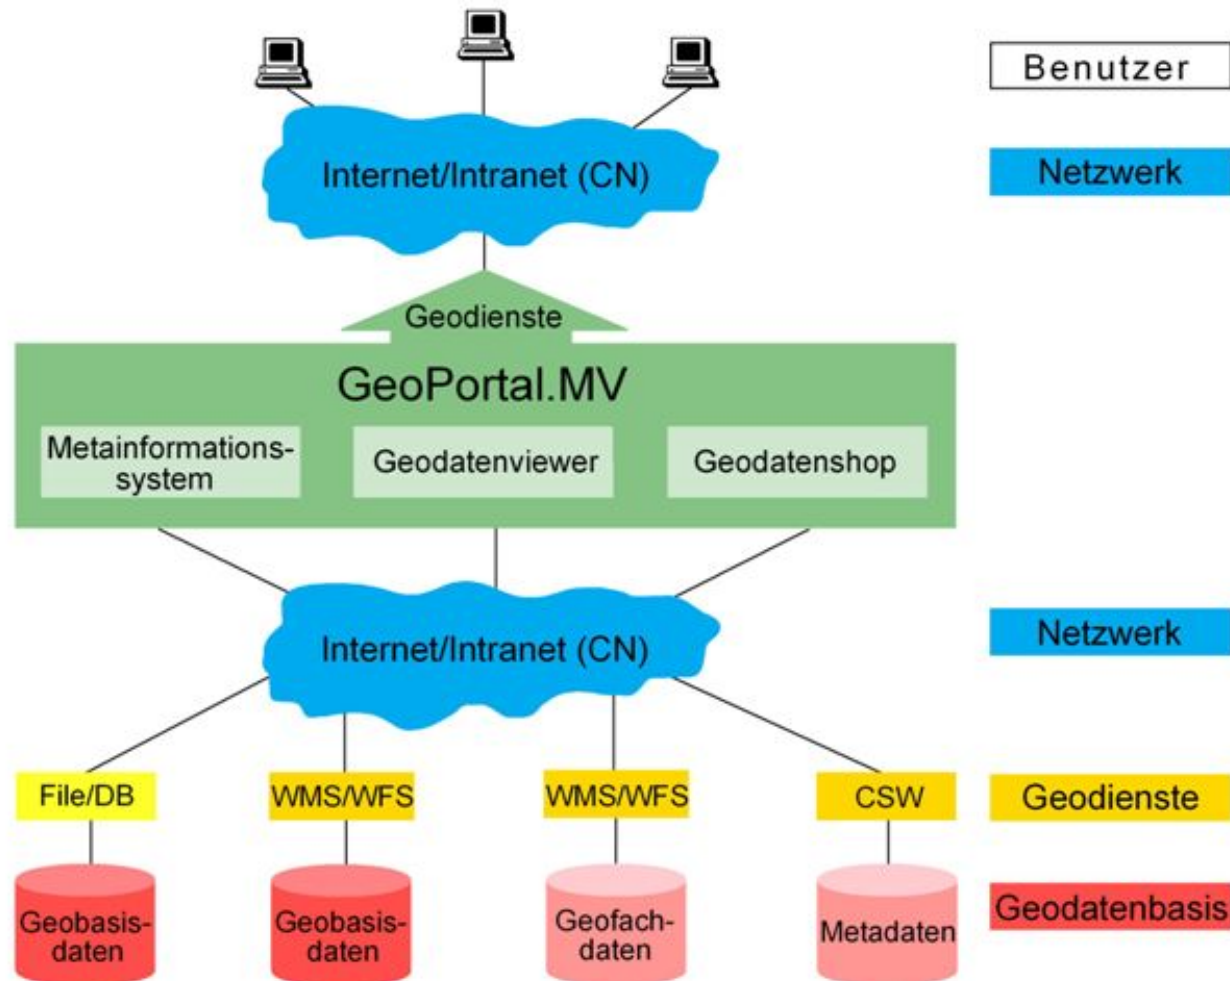 Benutzer
Internet/Intranet (CN)
Netzwerk
Geodienste
GeoPortal.MV
Metainformations-
system
Geodatenviewer
Geodatenshop
Internet/Intranet (CN)
Netzwerk
File/DB
WMS/WFS
WMS/WFS
CSW
Geodienste
Geobasis-
daten
Geobasis-
daten
Geofach-
daten
Metadaten
Geodatenbasis